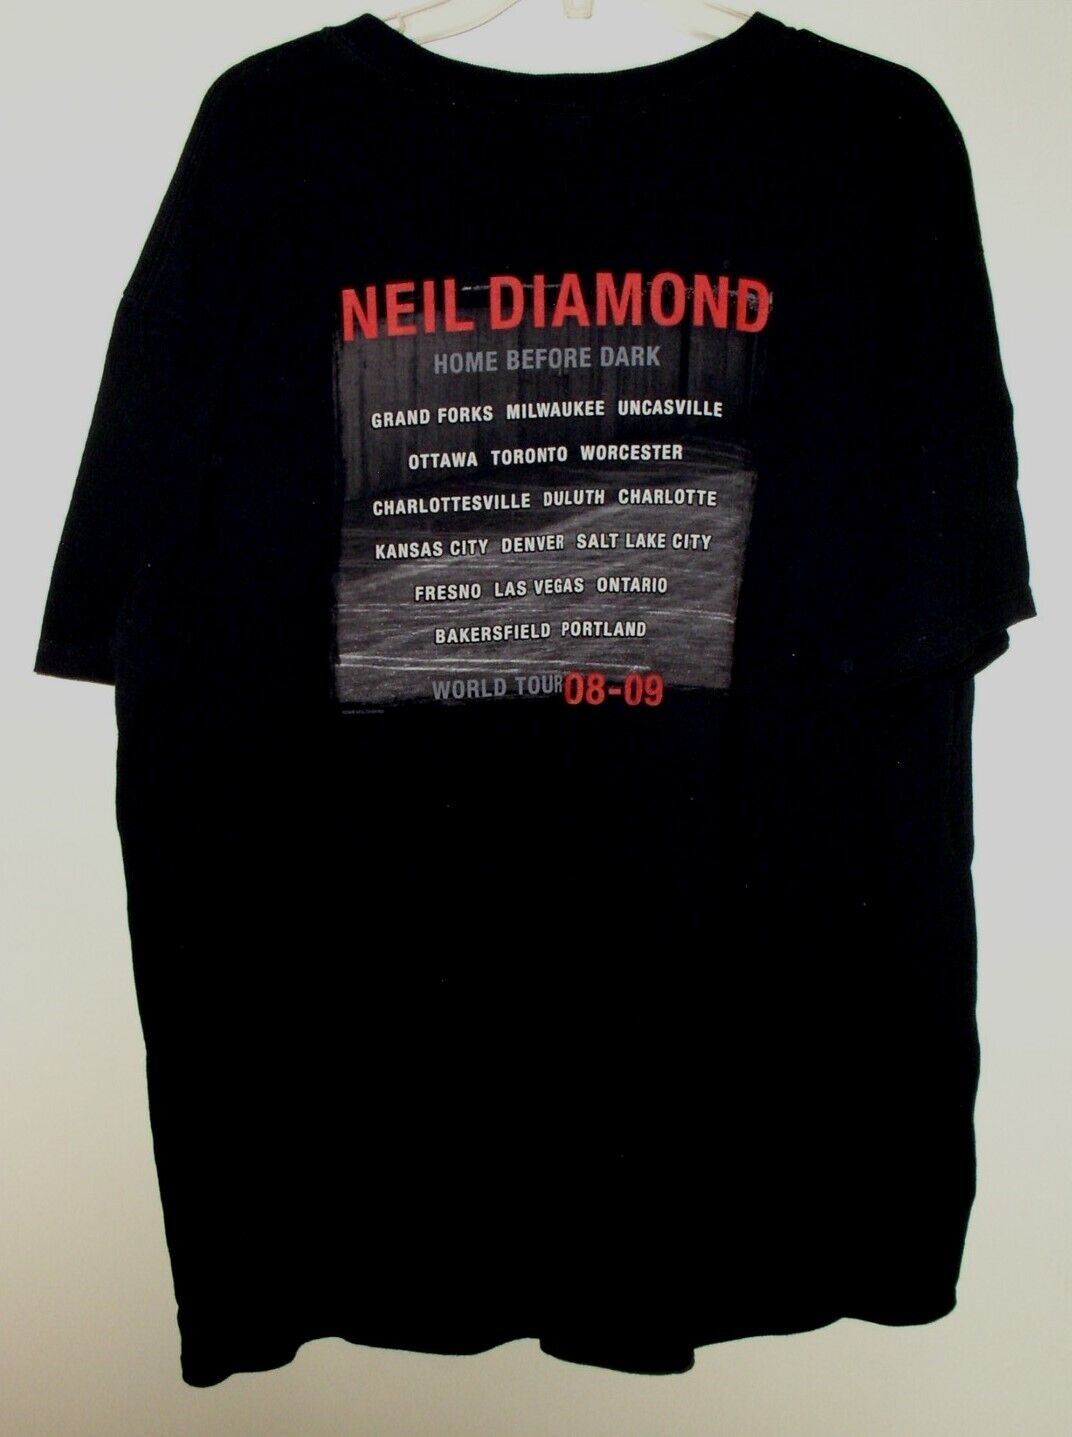 NEIL DIAMOND
HOME BEFORE DARK
GRAND FORKS MILWAUKEE UNCASVILLE
OTTAWA TORONTO WORCESTER
CHARLOTTESVILLE DULUTH CHARLOTTE
KANSAS CITY DENVER SALT LAKE CITY
FRESNO LAS VEGAS ONTARIO
BAKERSFIELD PORTLAND
WORLD TOUR 08-09